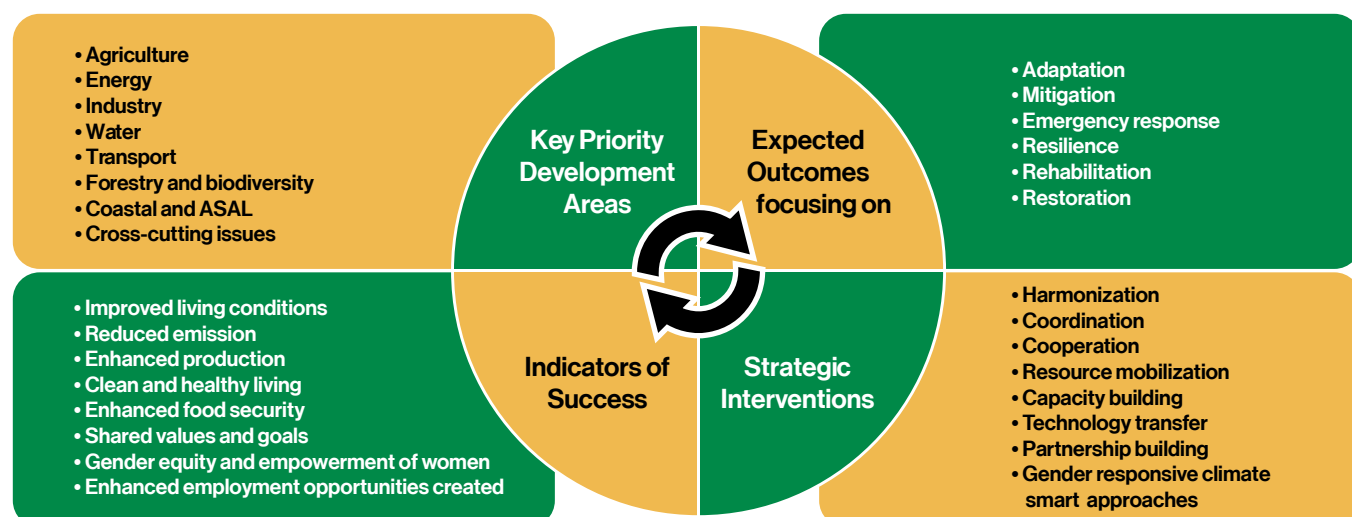 • Agriculture
• Energy
• Industry
• Water
• Transport
• Forestry and biodiversity
• Coastal and ASAL
• Cross-cutting issues
Key Priority
Development
Areas
Expected
Outcomes
focusing on
• Adaptation
• Mitigation
• Emergency response
• Resilience
• Rehabilitation
• Restoration
• Improved living conditions
• Reduced emission
• Enhanced production
• Clean and healthy living
• Enhanced food security
• Shared values and goals
• Gender equity and empowerment of women
• Enhanced employment opportunities created
Indicators of
Success
Strategic
Interventions
• Harmonization
• Coordination
• Cooperation
• Resource mobilization
• Capacity building
• Technology transfer
• Partnership building
• Gender responsive climate
smart approaches